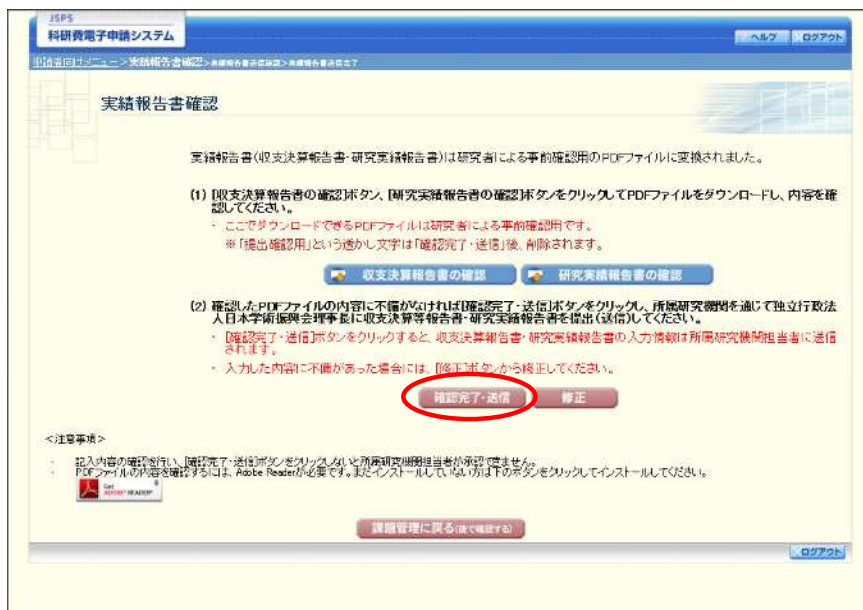 JSPS
科研費電子申請システム
ヘルプ ログアウト
申請者向けメニュー>実績報告書確認>実績報告書送信確認>実績報告書送信完了
実績報告書確認
実績報告書(収支決算報告書・研究実績報告書)は研究者による事前確認用のPDFファイルに変換されました。
(1) [収支決算報告書の確認]ボタン、[研究実績報告書の確認]ボタンをクリックしてPDFファイルをダウンロードし、内容を確
認してください。
・ ここでダウンロードできるPDFファイルは研究者による事前確認用です。
※「提出確認用」という透かし文字は「確認完了・送信」後、削除されます。
収支決算報告書の確認 研究実績報告書の確認
(2) 確認したPDFファイルの内容に不備がなければ[確認完了・送信]ボタンをクリックし、所属研究機関を通じて独立行政法
人日本学術振興会理事長に収支決算等報告書・研究実績報告書を提出(送信)してください。
・ [確認完了・送信]ボタンをクリックすると、収支決算報告書・研究実績報告書の入力情報は所属研究機関担当者に送信
されます。
・ 入力した内容に不備があった場合には、[修正]ボタンから修正してください。
確認完了・送信 修正
<注意事項>
・ 記入内容の確認を行い、[確認完了・送信]ボタンをクリックしないと所属研究機関担当者が承認できません。
・ PDFファイルの内容を確認するには、Adobe Readerが必要です。まだインストールしていない方は下のボタンをクリックしてインストールしてください。
Get
ADOBE® READER®
課題管理に戻る(後で確認する)
ログアウト